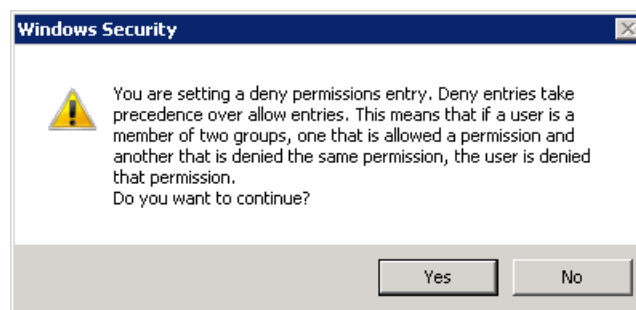 Windows Security
You are setting a deny permissions entry. Deny entries take
precedence over allow entries. This means that if a user is a
member of two groups, one that is allowed a permission and
another that is denied the same permission, the user is denied
that permission.
Do you want to continue?
Yes
No